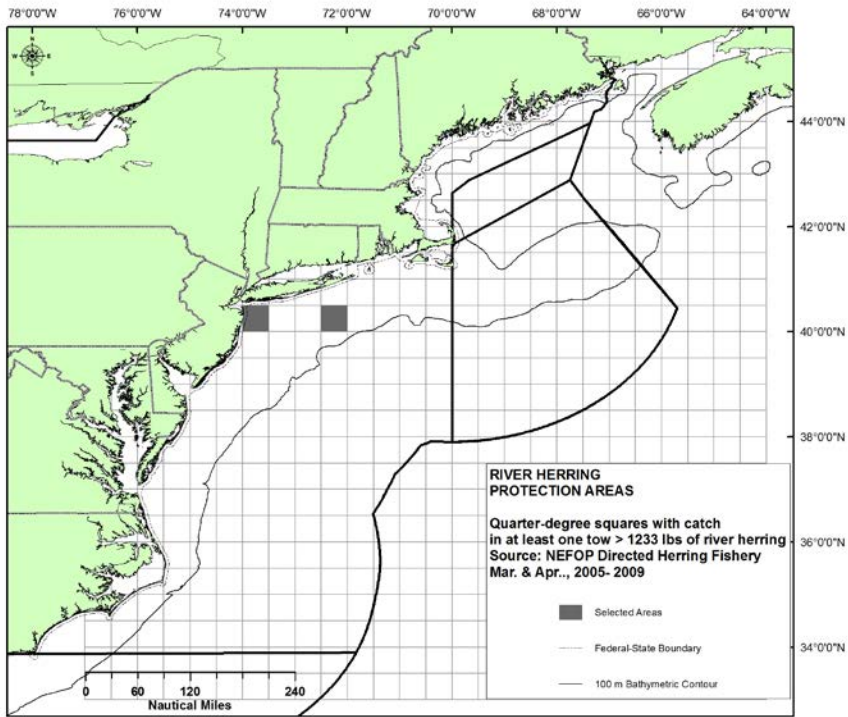 78°0'0"W 76°0'0"W 74°0'0"W 72°0'0"W 70°0'0"W 68°0'0"W 66°0'0"W 64°0'0"W
N
W E
S
44°0'0"N
42°0'0"N
40°0'0"N
38°0'0"N
36°0'0"N
34°0'0"N
RIVER HERRING
PROTECTION AREAS
Quarter-degree squares with catch
in at least one tow > 1233 lbs of river herring
Source: NEFOP Directed Herring Fishery
Mar. & Apr.., 2005- 2009
Selected Areas
Federal-State Boundary
100 m Bathymetric Contour
0 60 120 240
Nautical Miles